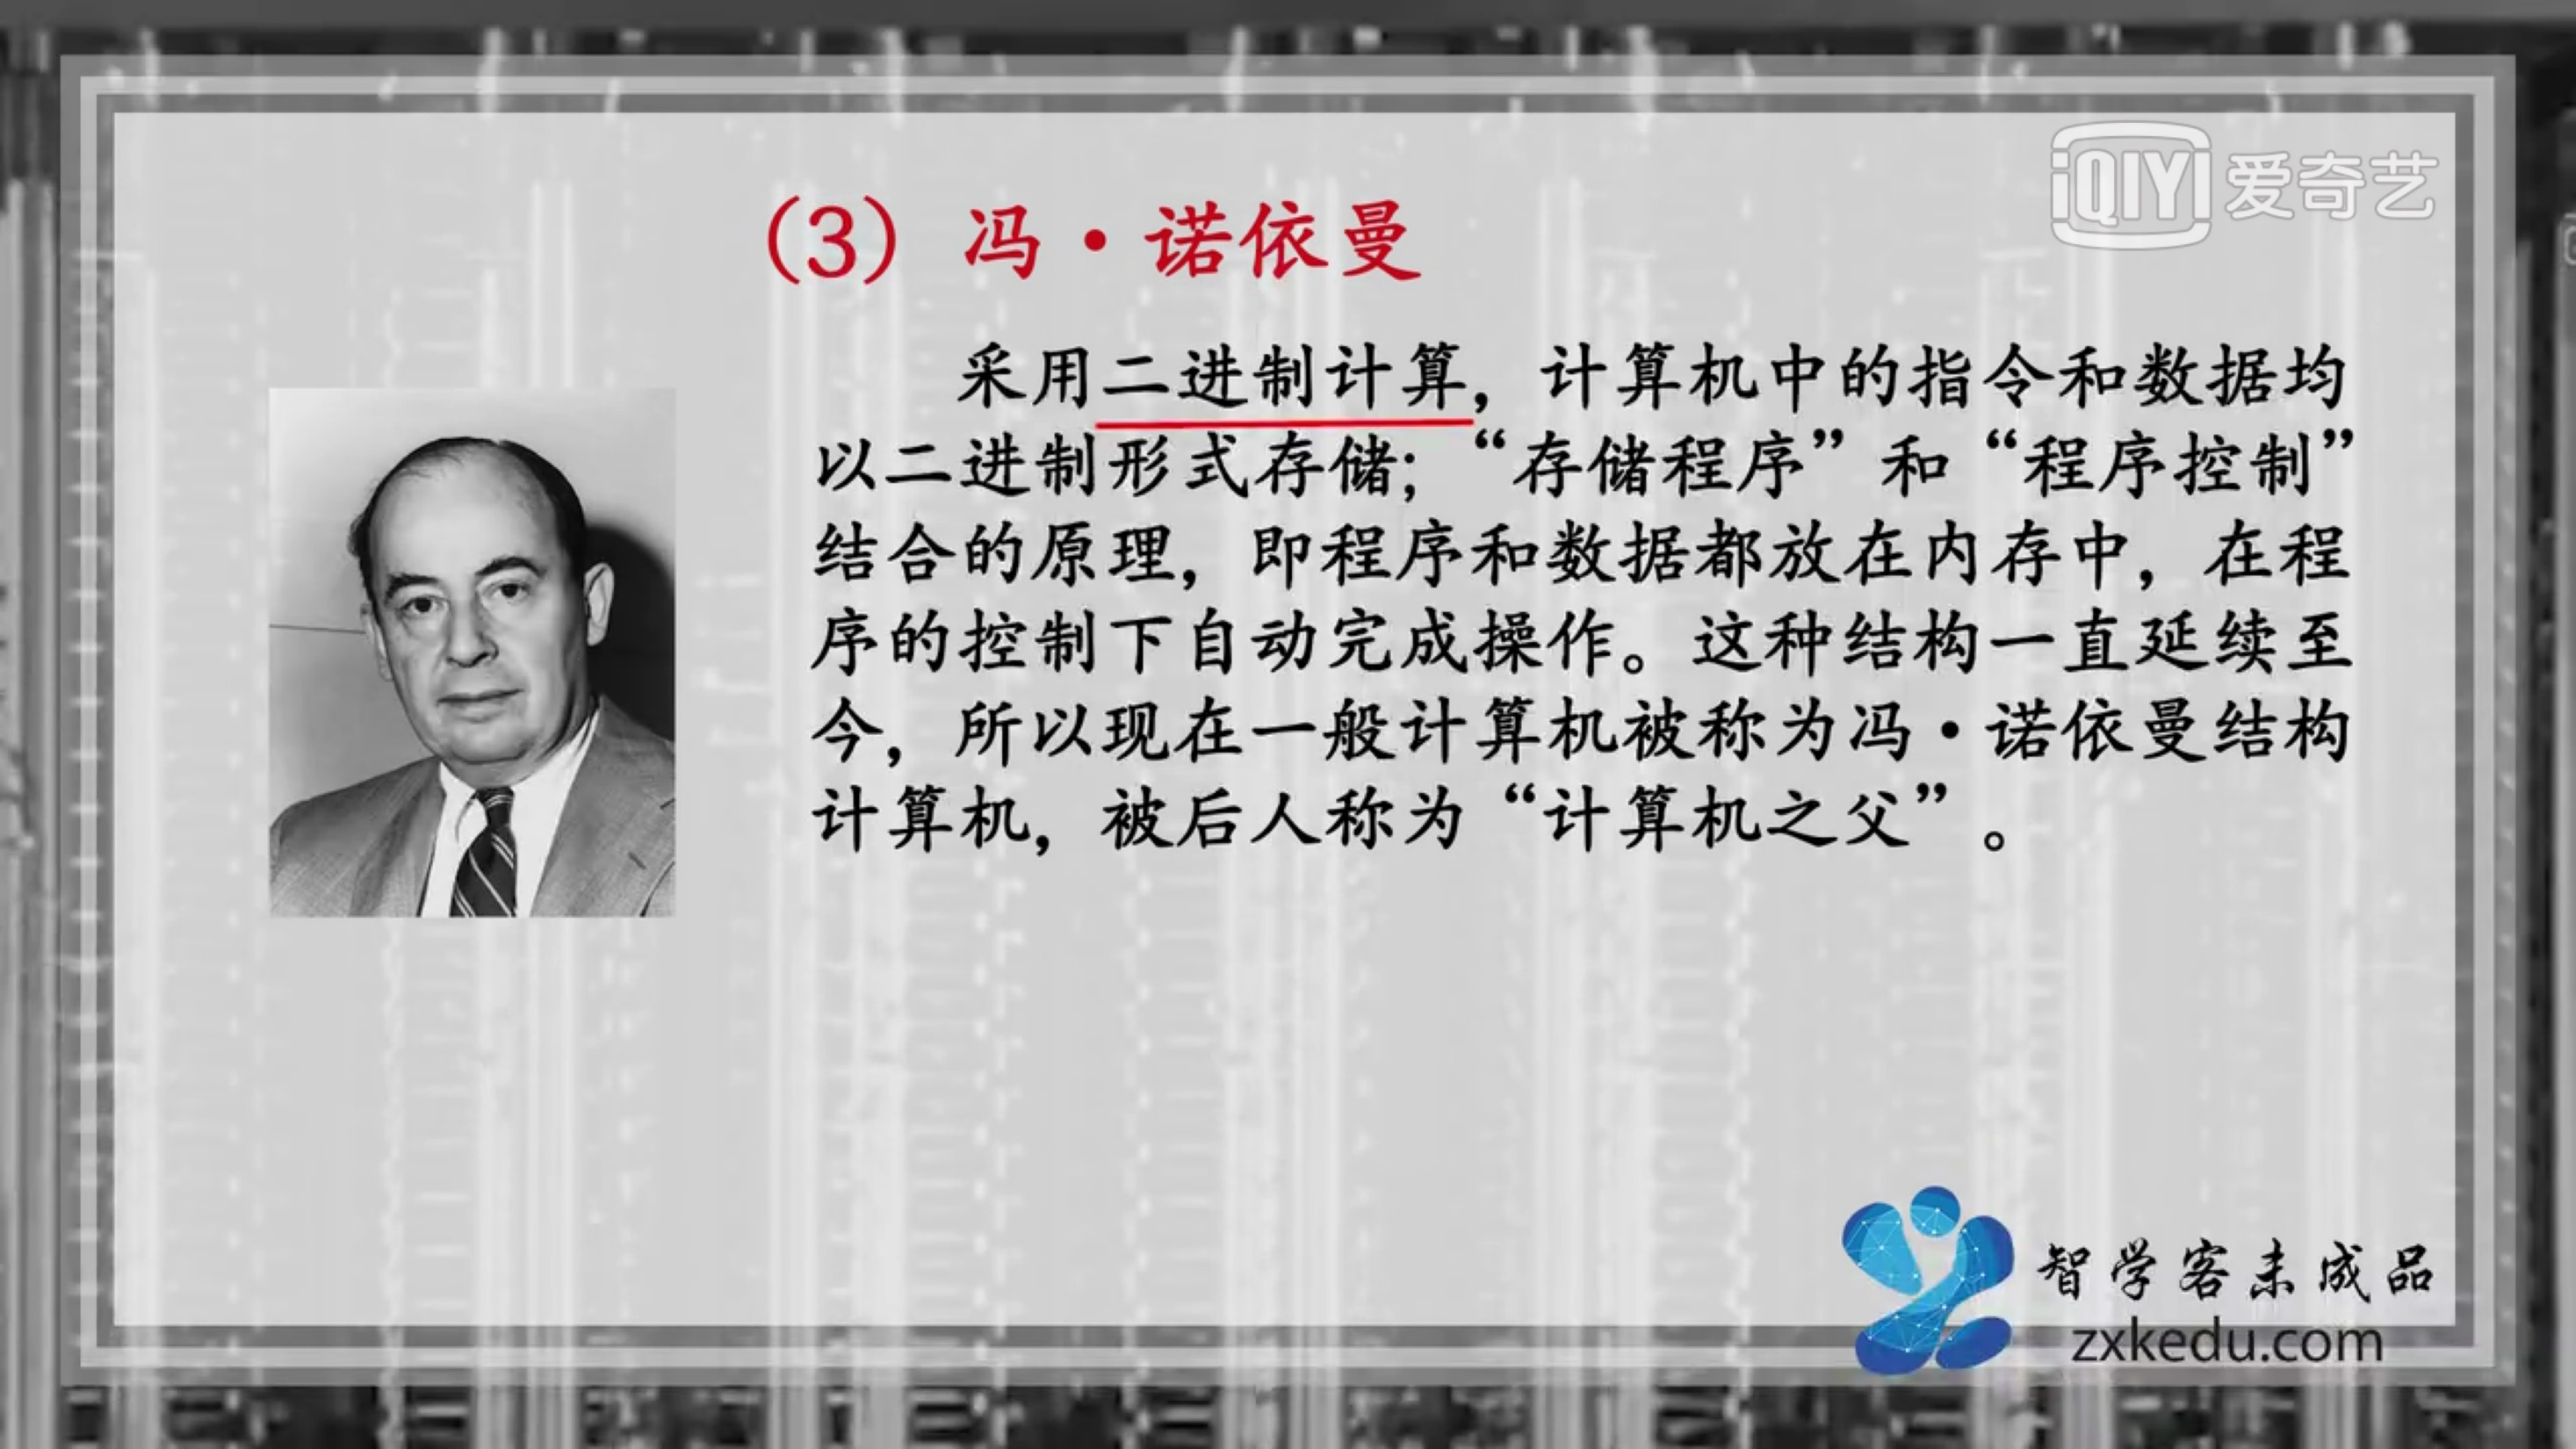 iQIYI 爱奇艺
（3）冯·诺依曼
采用二进制计算，计算机中的指令和数据均
以二进制形式存储；“存储程序”和“程序控制”
结合的原理，即程序和数据都放在内存中，在程
序的控制下自动完成操作。这种结构一直延续至
今，所以现在一般计算机被称为冯·诺依曼结构
计算机，被后人称为“计算机之父”。
智学客未成品
zxkedu.com